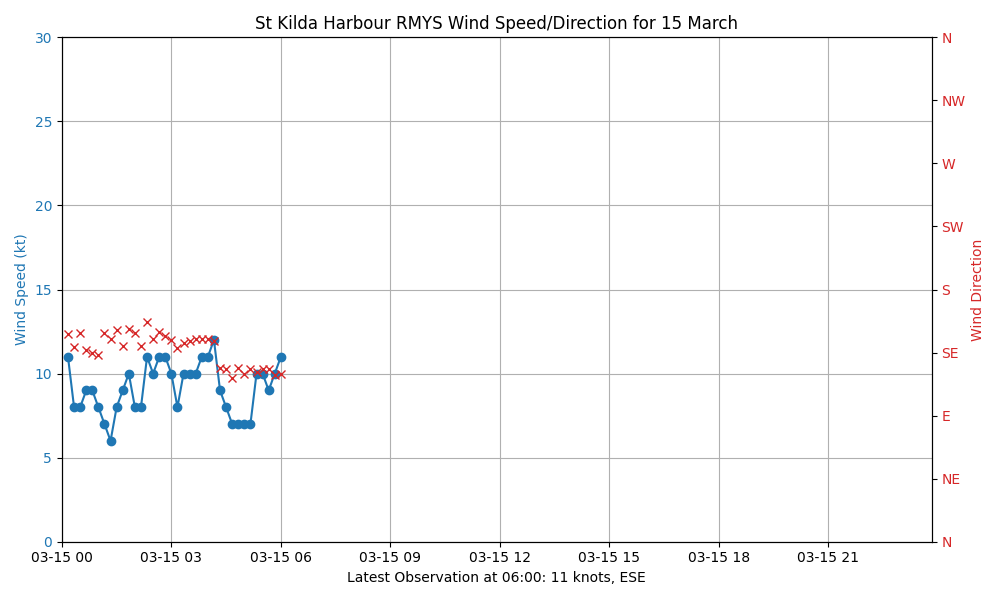 St Kilda Harbour RMYS Wind Speed/Direction for 15 March
30
25
20
15
10
5
0
Wind Speed (kt)
N
NW
W
SW
S
SE
E
NE
N
Wind Direction
03-15 00
03-15 03
03-15 06
03-15 09
03-15 12
03-15 15
03-15 18
03-15 21
Latest Observation at 06:00: 11 knots, ESE